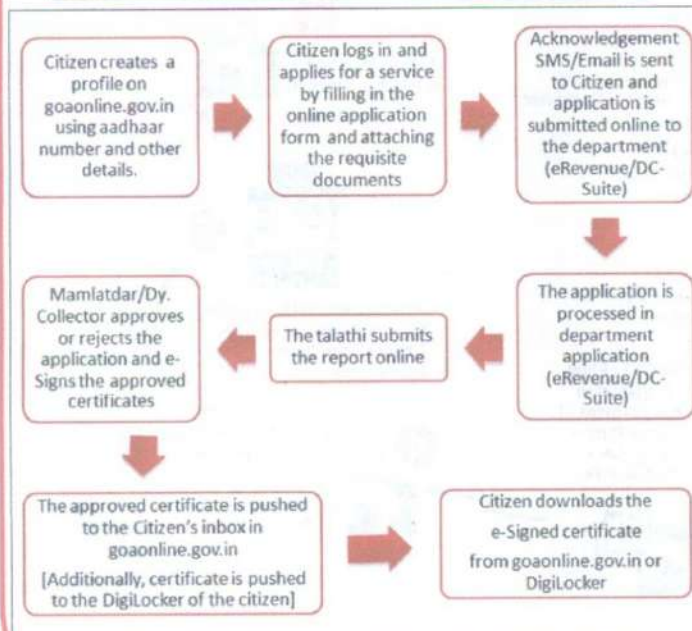 Citizen creates a
profile on
goaonline.gov.in
using aadhaar
number and other
details.
Citizen logs in and
applies for a service
by filling in the
online application
form and attaching
the requisite
documents
Acknowledgement
SMS/Email is sent
to Citizen and
application is
submitted online to
the department
(eRevenue/DC-
Suite)
The application is
processed in
department
application
(eRevenue/DC-
Suite)
The talathi submits
the report online
Mamlatdar/Dy.
Collector approves
or rejects the
application and e-
Signs the approved
certificates
The approved certificate is pushed
to the Citizen's inbox in
goaonline.gov.in
[Additionally, certificate is pushed
to the DigiLocker of the citizen]
Citizen downloads the
e-Signed certificate
from goaonline.gov.in or
DigiLocker